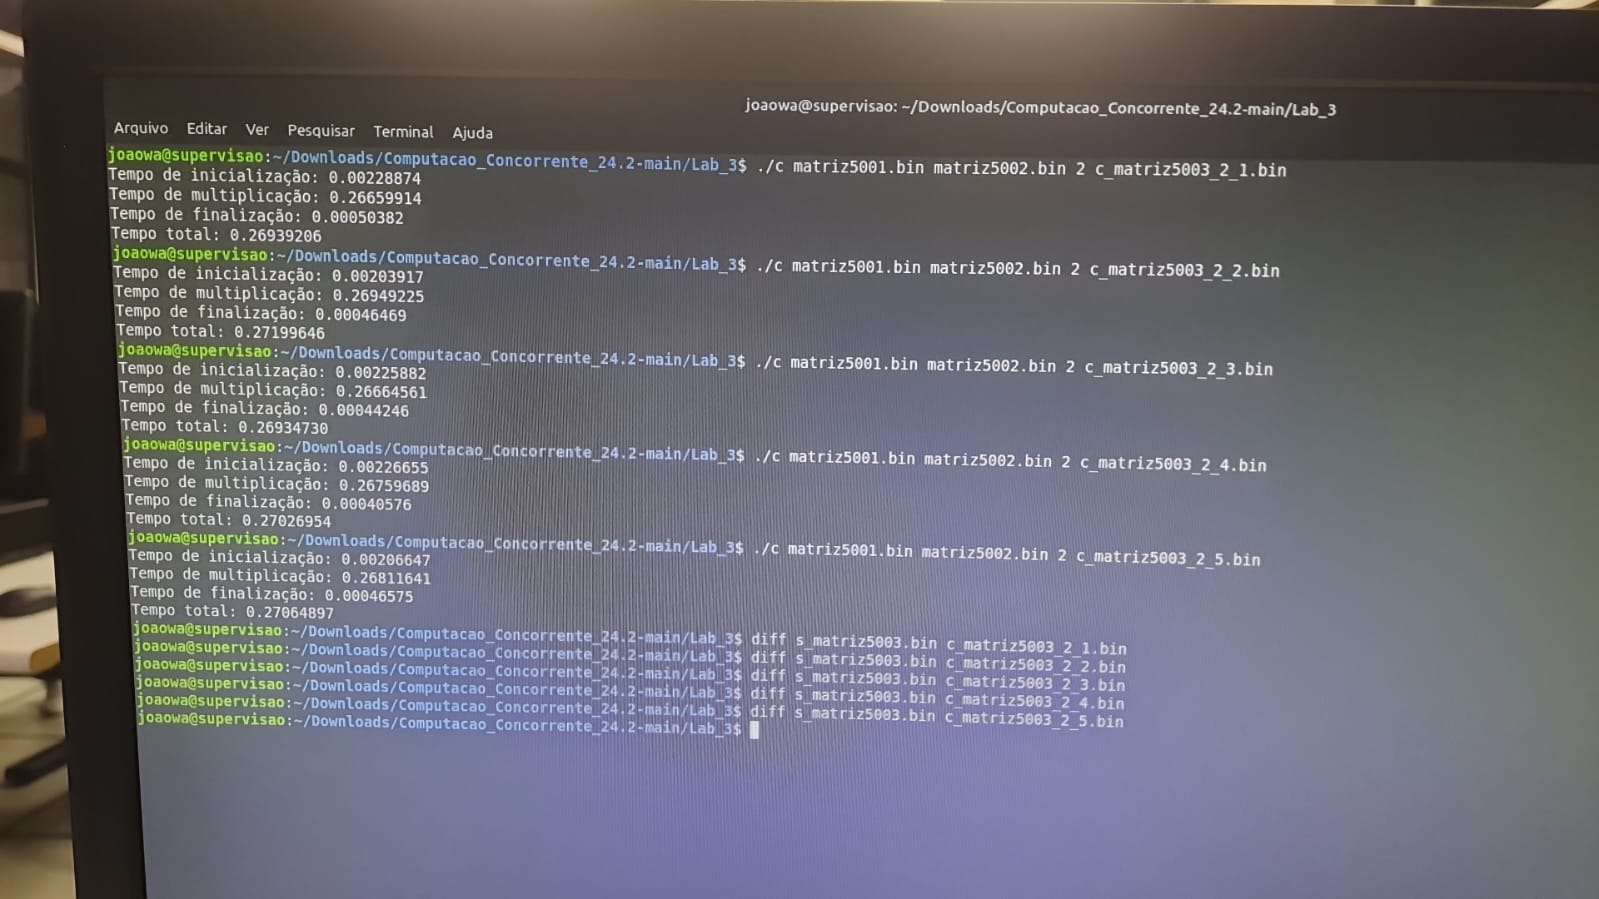 joaowa@supervisao: ~/Downloads/Computacao_Concorrente_24.2-main/Lab_3
Arquivo Editar Ver Pesquisar Terminal Ajuda
joaowa@supervisao:~/Downloads/Computacao_Concorrente_24.2-main/Lab_3$ ./c matriz5001.bin matriz5002.bin 2 c_matriz5003_2_1.bin
Tempo de inicialização: 0.00228874
Tempo de multiplicação: 0.26659914
Tempo de finalização: 0.00050382
Tempo total: 0.26939206
joaowa@supervisao:~/Downloads/Computacao_Concorrente_24.2-main/Lab_3$ ./c matriz5001.bin matriz5002.bin 2 c_matriz5003_2_2.bin
Tempo de inicialização: 0.00203917
Tempo de multiplicação: 0.26949225
Tempo de finalização: 0.00046469
Tempo total: 0.27199646
joaowa@supervisao:~/Downloads/Computacao_Concorrente_24.2-main/Lab_3$ ./c matriz5001.bin matriz5002.bin 2 c_matriz5003_2_3.bin
Tempo de inicialização: 0.00225882
Tempo de multiplicação: 0.26664561
Tempo de finalização: 0.00044246
Tempo total: 0.26934730
joaowa@supervisao:~/Downloads/Computacao_Concorrente_24.2-main/Lab_3$ ./c matriz5001.bin matriz5002.bin 2 c_matriz5003_2_4.bin
Tempo de inicialização: 0.00226655
Tempo de multiplicação: 0.26759689
Tempo de finalização: 0.00040576
Tempo total: 0.27026954
joaowa@supervisao:~/Downloads/Computacao_Concorrente_24.2-main/Lab_3$ ./c matriz5001.bin matriz5002.bin 2 c_matriz5003_2_5.bin
Tempo de inicialização: 0.00206647
Tempo de multiplicação: 0.26811641
Tempo de finalização: 0.00046575
Tempo total: 0.27064897
joaowa@supervisao:~/Downloads/Computacao_Concorrente_24.2-main/Lab_3$ diff s_matriz5003.bin c_matriz5003_2_1.bin
joaowa@supervisao:~/Downloads/Computacao_Concorrente_24.2-main/Lab_3$ diff s_matriz5003.bin c_matriz5003_2_2.bin
joaowa@supervisao:~/Downloads/Computacao_Concorrente_24.2-main/Lab_3$ diff s_matriz5003.bin c_matriz5003_2_3.bin
joaowa@supervisao:~/Downloads/Computacao_Concorrente_24.2-main/Lab_3$ diff s_matriz5003.bin c_matriz5003_2_4.bin
joaowa@supervisao:~/Downloads/Computacao_Concorrente_24.2-main/Lab_3$ diff s_matriz5003.bin c_matriz5003_2_5.bin
joaowa@supervisao:~/Downloads/Computacao_Concorrente_24.2-main/Lab_3$